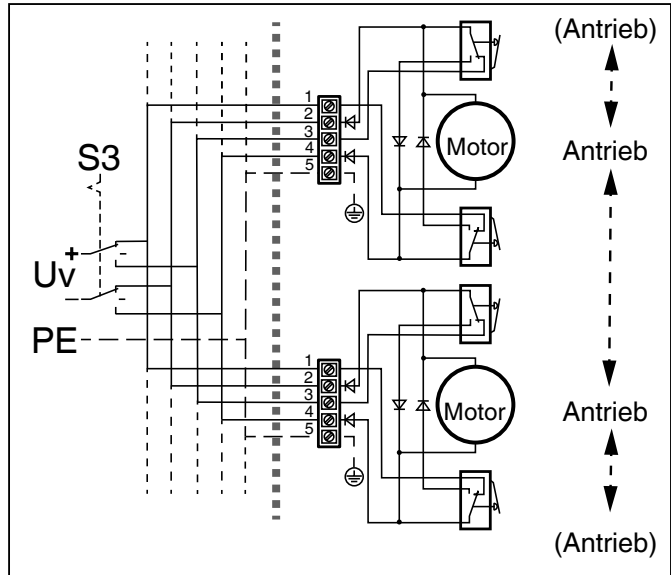 (Antrieb)
1
2
3
4
5
Motor
Antrieb
S3
+
Uv
-
PE
1
2
3
4
5
Motor
Antrieb
(Antrieb)